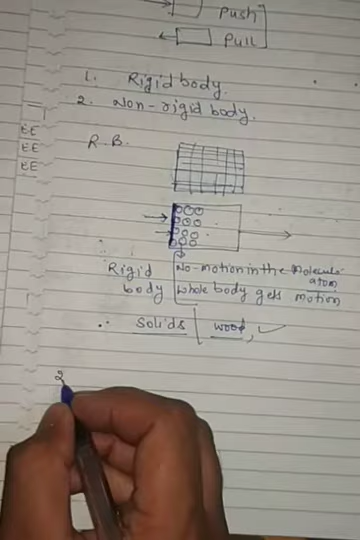 Push
Pull
1. Rigid body.
2. Non-rigid body.
R.B.
Rigid body
No-motion in the Molecule atom
Whole body gets motion
∴ Solids | wood,
2